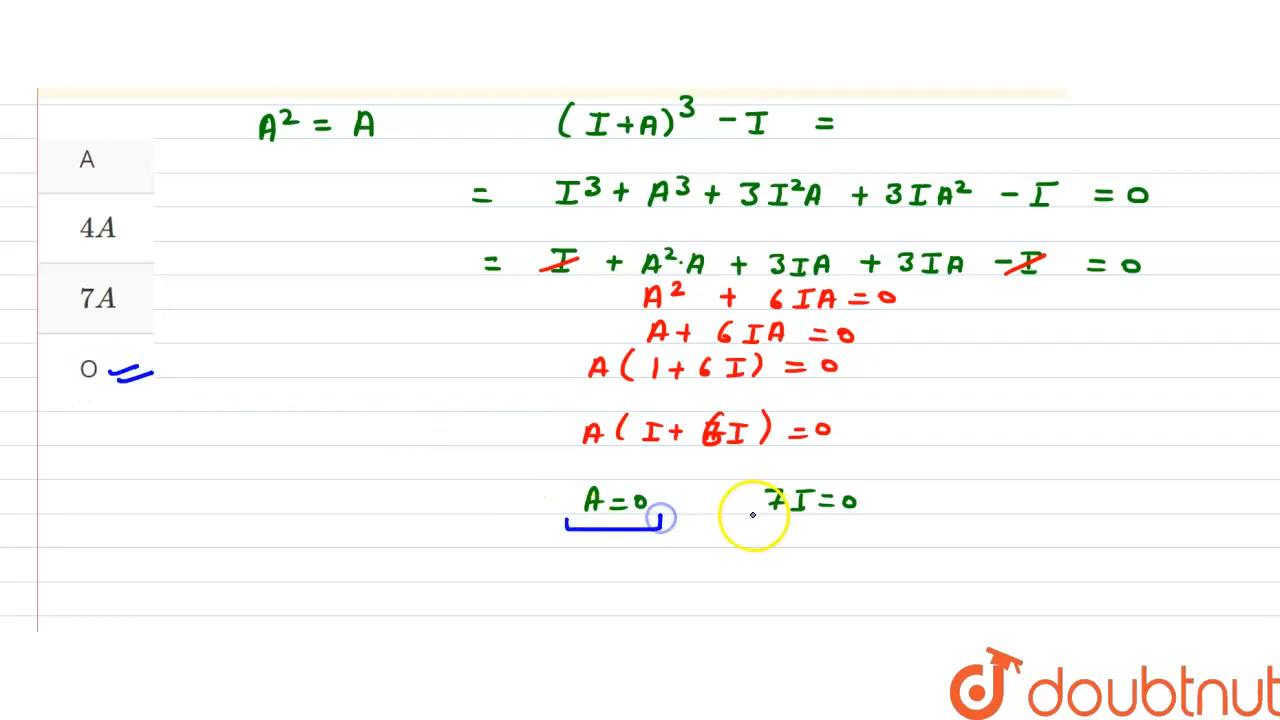 A² = A (I+A)³ - I =
A
= I³ + A³ + 3I²A + 3IA² - I = 0
4A
= I + A²·A + 3IA + 3IA - I = 0
7A
A² + 6IA = 0
A + 6IA = 0
O
A(1 + 6I) = 0
A(I + 6I) = 0
A = 0 7I = 0
doubtnut